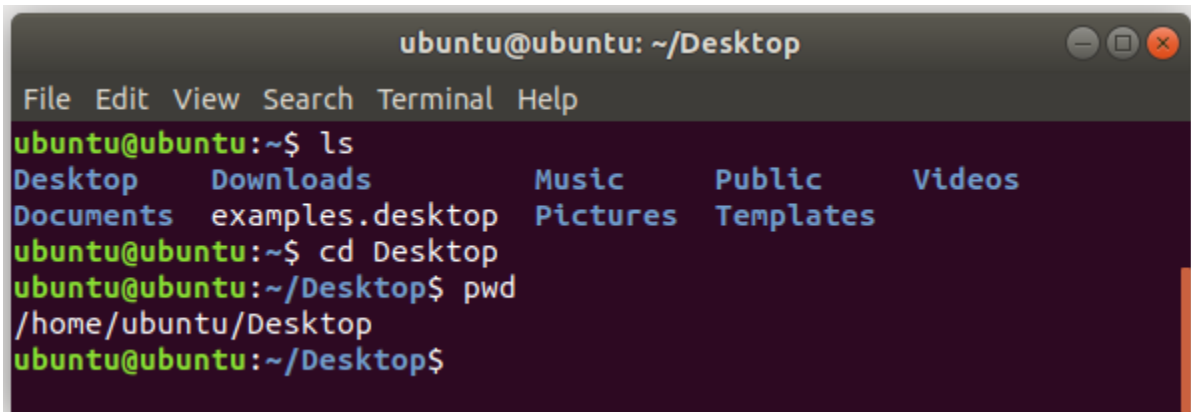 ubuntu@ubuntu: ~/Desktop
File Edit View Search Terminal Help
ubuntu@ubuntu:~$ ls
Desktop Downloads Music Public Videos
Documents examples.desktop Pictures Templates
ubuntu@ubuntu:~$ cd Desktop
ubuntu@ubuntu:~/Desktop$ pwd
/home/ubuntu/Desktop
ubuntu@ubuntu:~/Desktop$